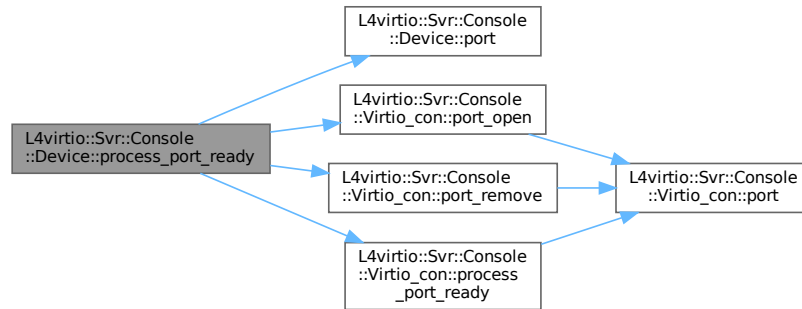 L4virtio::Svr::Console
::Device::port
L4virtio::Svr::Console
::Virtio_con::port_open
L4virtio::Svr::Console
::Device::process_port_ready
L4virtio::Svr::Console
::Virtio_con::port_remove
L4virtio::Svr::Console
::Virtio_con::port
L4virtio::Svr::Console
::Virtio_con::process
_port_ready